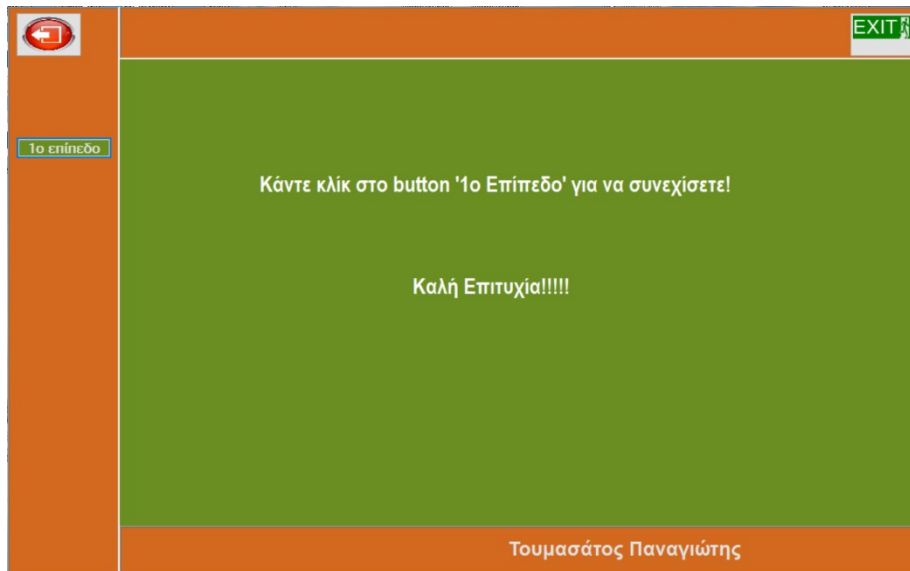 EXIT
1ο επίπεδο
Κάντε κλίκ στο button '1ο Επίπεδο' για να συνεχίσετε!
Καλή Επιτυχία!!!!!
Τουμασάτος Παναγιώτης